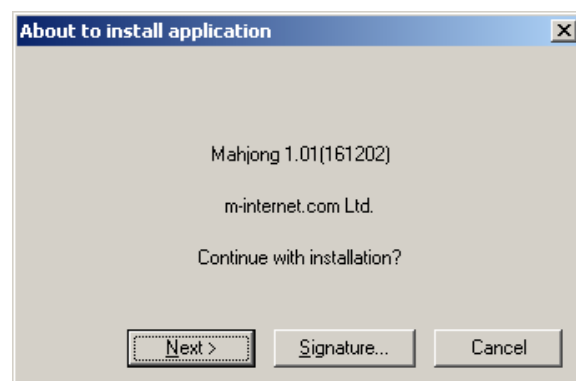 About to install application
Mahjong 1.01(161202)
m-internet.com Ltd.
Continue with installation?
Next > Signature... Cancel